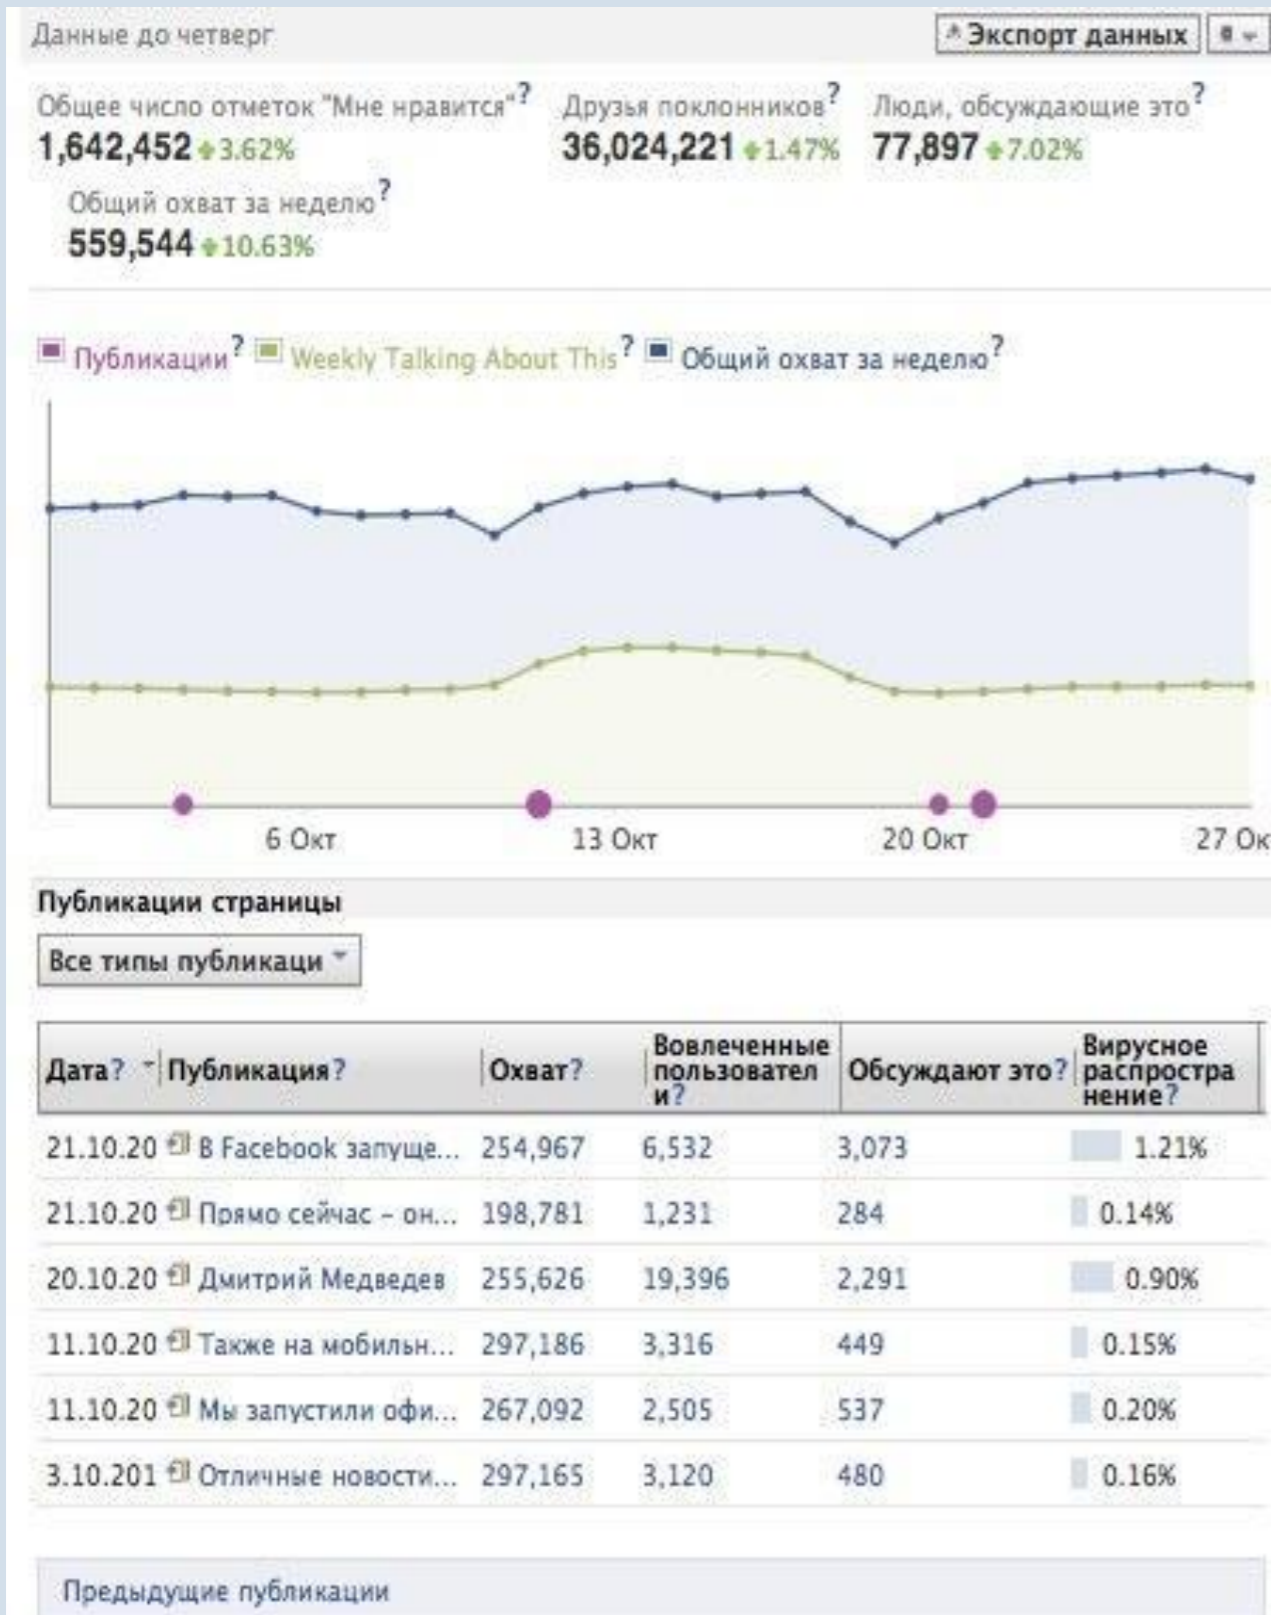 Данные до четверг
Экспорт данных
Общее число отметок "Мне нравится"? Друзья поклонников? Люди, обсуждающие это?
1,642,452 3.62% 36,024,221 1.47% 77,897 7.02%
Общий охват за неделю?
559,544 10.63%
Публикации? Weekly Talking About This? Общий охват за неделю?
6 Окт 13 Окт 20 Окт 27 Ок
Публикации страницы
Все типы публикаци
Дата? Публикация? Охват? Вовлеченные пользовател и? Обсуждают это? Вирусное распростра нение?
21.10.20 В Facebook запуще... 254,967 6,532 3,073 1.21%
21.10.20 Прямо сейчас – он... 198,781 1,231 284 0.14%
20.10.20 Дмитрий Медведев 255,626 19,396 2,291 0.90%
11.10.20 Также на мобильн... 297,186 3,316 449 0.15%
11.10.20 Мы запустили офи... 267,092 2,505 537 0.20%
3.10.201 Отличные новости... 297,165 3,120 480 0.16%
Предыдущие публикации